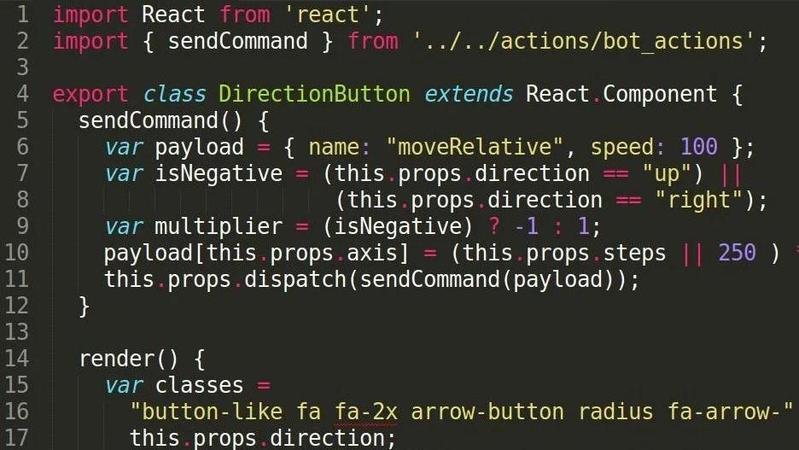 1 import React from 'react';
2 import { sendCommand } from '../../actions/bot_actions';
3
4 export class DirectionButton extends React.Component {
5 sendCommand() {
6 var payload = { name: "moveRelative", speed: 100 };
7 var isNegative = (this.props.direction == "up") ||
8 (this.props.direction == "right");
9 var multiplier = (isNegative) ? -1 : 1;
10 payload[this.props.axis] = (this.props.steps || 250 ) *
11 this.props.dispatch(sendCommand(payload));
12 }
13
14 render() {
15 var classes =
16 "button-like fa fa-2x arrow-button radius fa-arrow-"
17 this.props.direction;